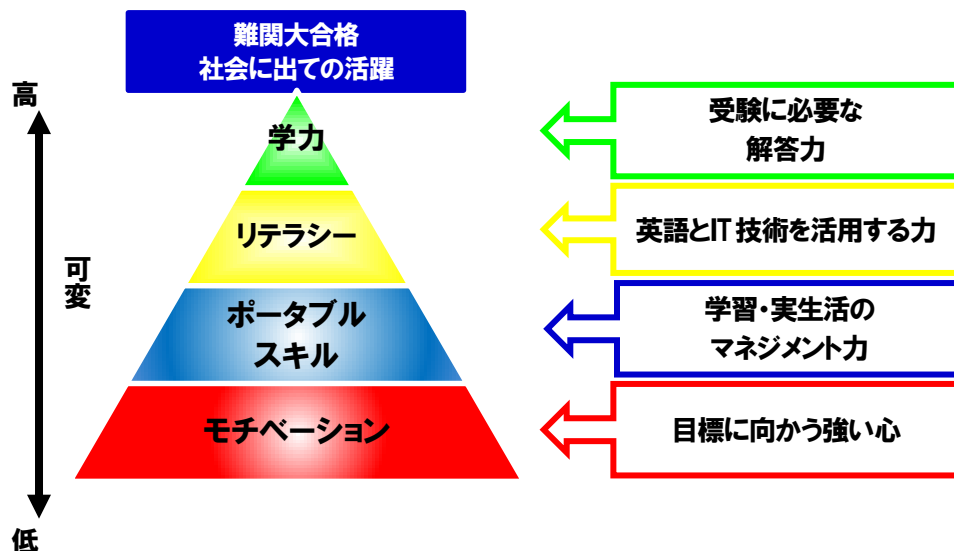 難関大合格
社会に出ての活躍
高
学力
受験に必要な
解答力
リテラシー
英語とIT技術を活用する力
可変
ポータブル
スキル
学習・実生活の
マネジメント力
モチベーション
目標に向かう強い心
低